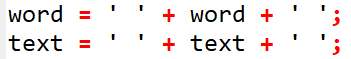 word = ' ' + word + ' ';
text = ' ' + text + ' ';